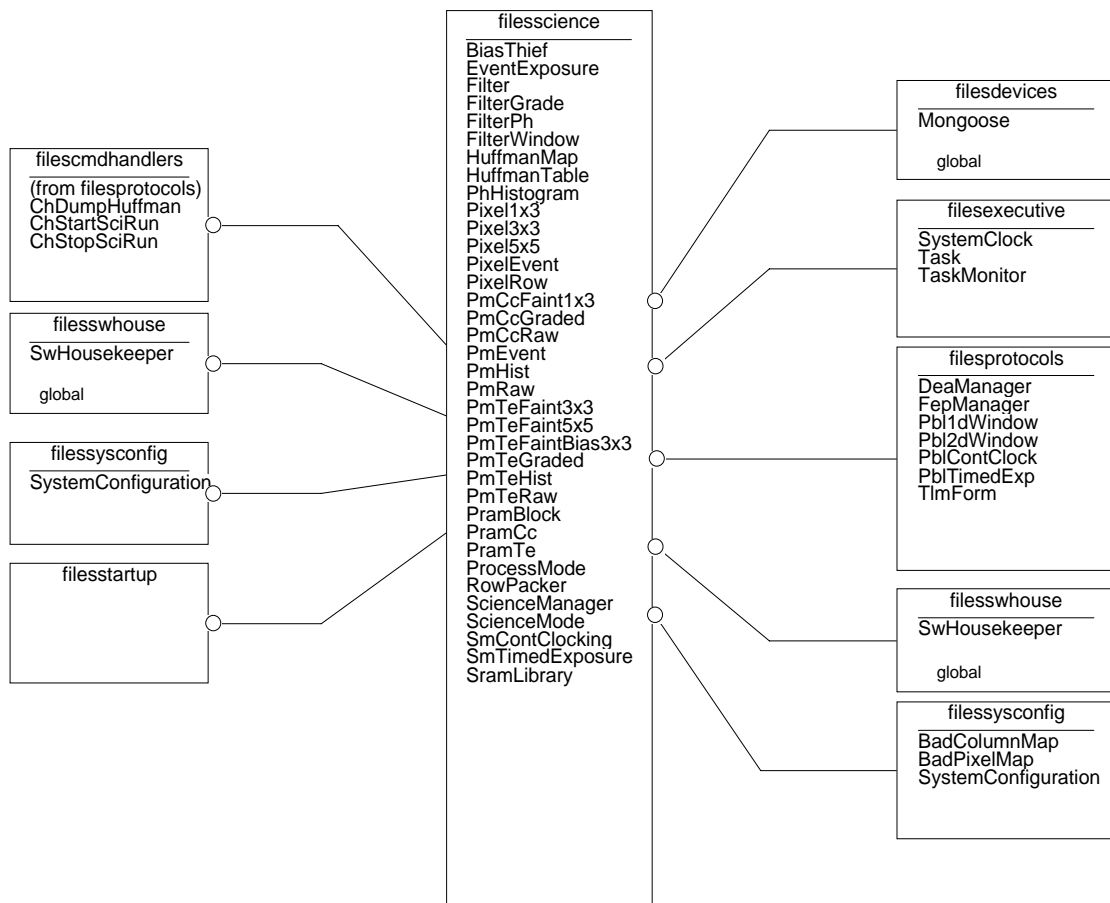 filescmdhandlers
(from filesprotocols)
ChDumpHuffman
ChStartSciRun
ChStopSciRun
filesswhouse
SwHousekeeper
global
filessysconfig
SystemConfiguration
filesstartup
filesscience
BiasThief
EventExposure
Filter
FilterGrade
FilterPh
FilterWindow
HuffmanMap
HuffmanTable
PhHistogram
Pixel1x3
Pixel3x3
Pixel5x5
PixelEvent
PixelRow
PmCcFaint1x3
PmCcGraded
PmCcRaw
PmEvent
PmHist
PmRaw
PmTeFaint3x3
PmTeFaint5x5
PmTeFaintBias3x3
PmTeGraded
PmTeHist
PmTeRaw
PramBlock
PramCc
PramTe
ProcessMode
RowPacker
ScienceManager
ScienceMode
SmContClocking
SmTimedExposure
SramLibrary
filesdevices
Mongoose
global
filesexecutive
SystemClock
Task
TaskMonitor
filesprotocols
DeaManager
FepManager
Pbl1dWindow
Pbl2dWindow
PblContClock
PblTimedExp
TlmForm
filesswhouse
SwHousekeeper
global
filessysconfig
BadColumnMap
BadPixelMap
SystemConfiguration